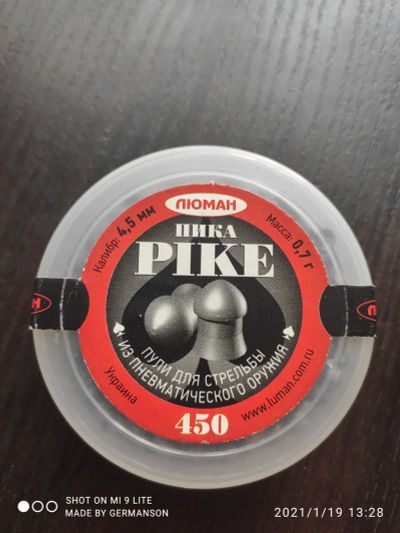 ЛЮМАН
Калибр: 4,5 мм
Масса: 0,7 г
ПИКА
PIKE
ПУЛИ ДЛЯ СТРЕЛЬБЫ
ИЗ ПНЕВМАТИЧЕСКОГО ОРУЖИЯ
Украина
www.luman.com.ru
450
SHOT ON MI 9 LITE
MADE BY GERMANSON
2021/1/19 13:28